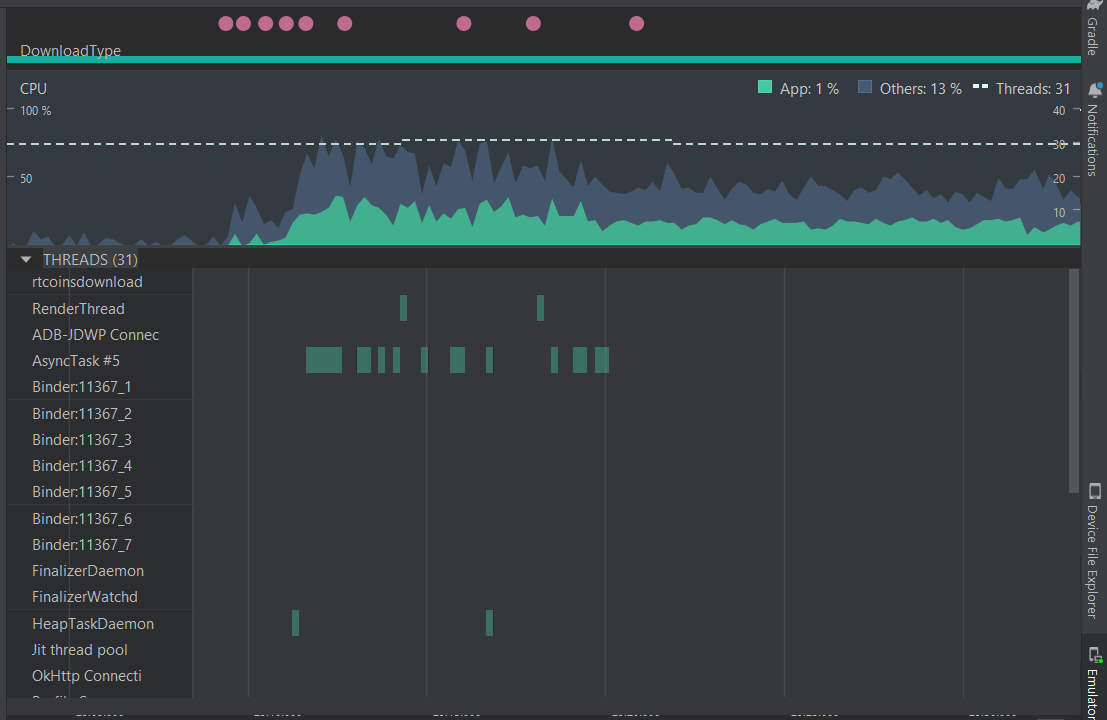 DownloadType
CPU
App: 1 %
Others: 13 %
Threads: 31
100 %
40
30
50
20
10
THREADS (31)
rtcoinsdownload
RenderThread
ADB-JDWP Connec
AsyncTask #5
Binder:11367_1
Binder:11367_2
Binder:11367_3
Binder:11367_4
Binder:11367_5
Binder:11367_6
Binder:11367_7
FinalizerDaemon
FinalizerWatchd
HeapTaskDaemon
Jit thread pool
OkHttp Connecti
Gradle
Notifications
Device File Explorer
Emulator